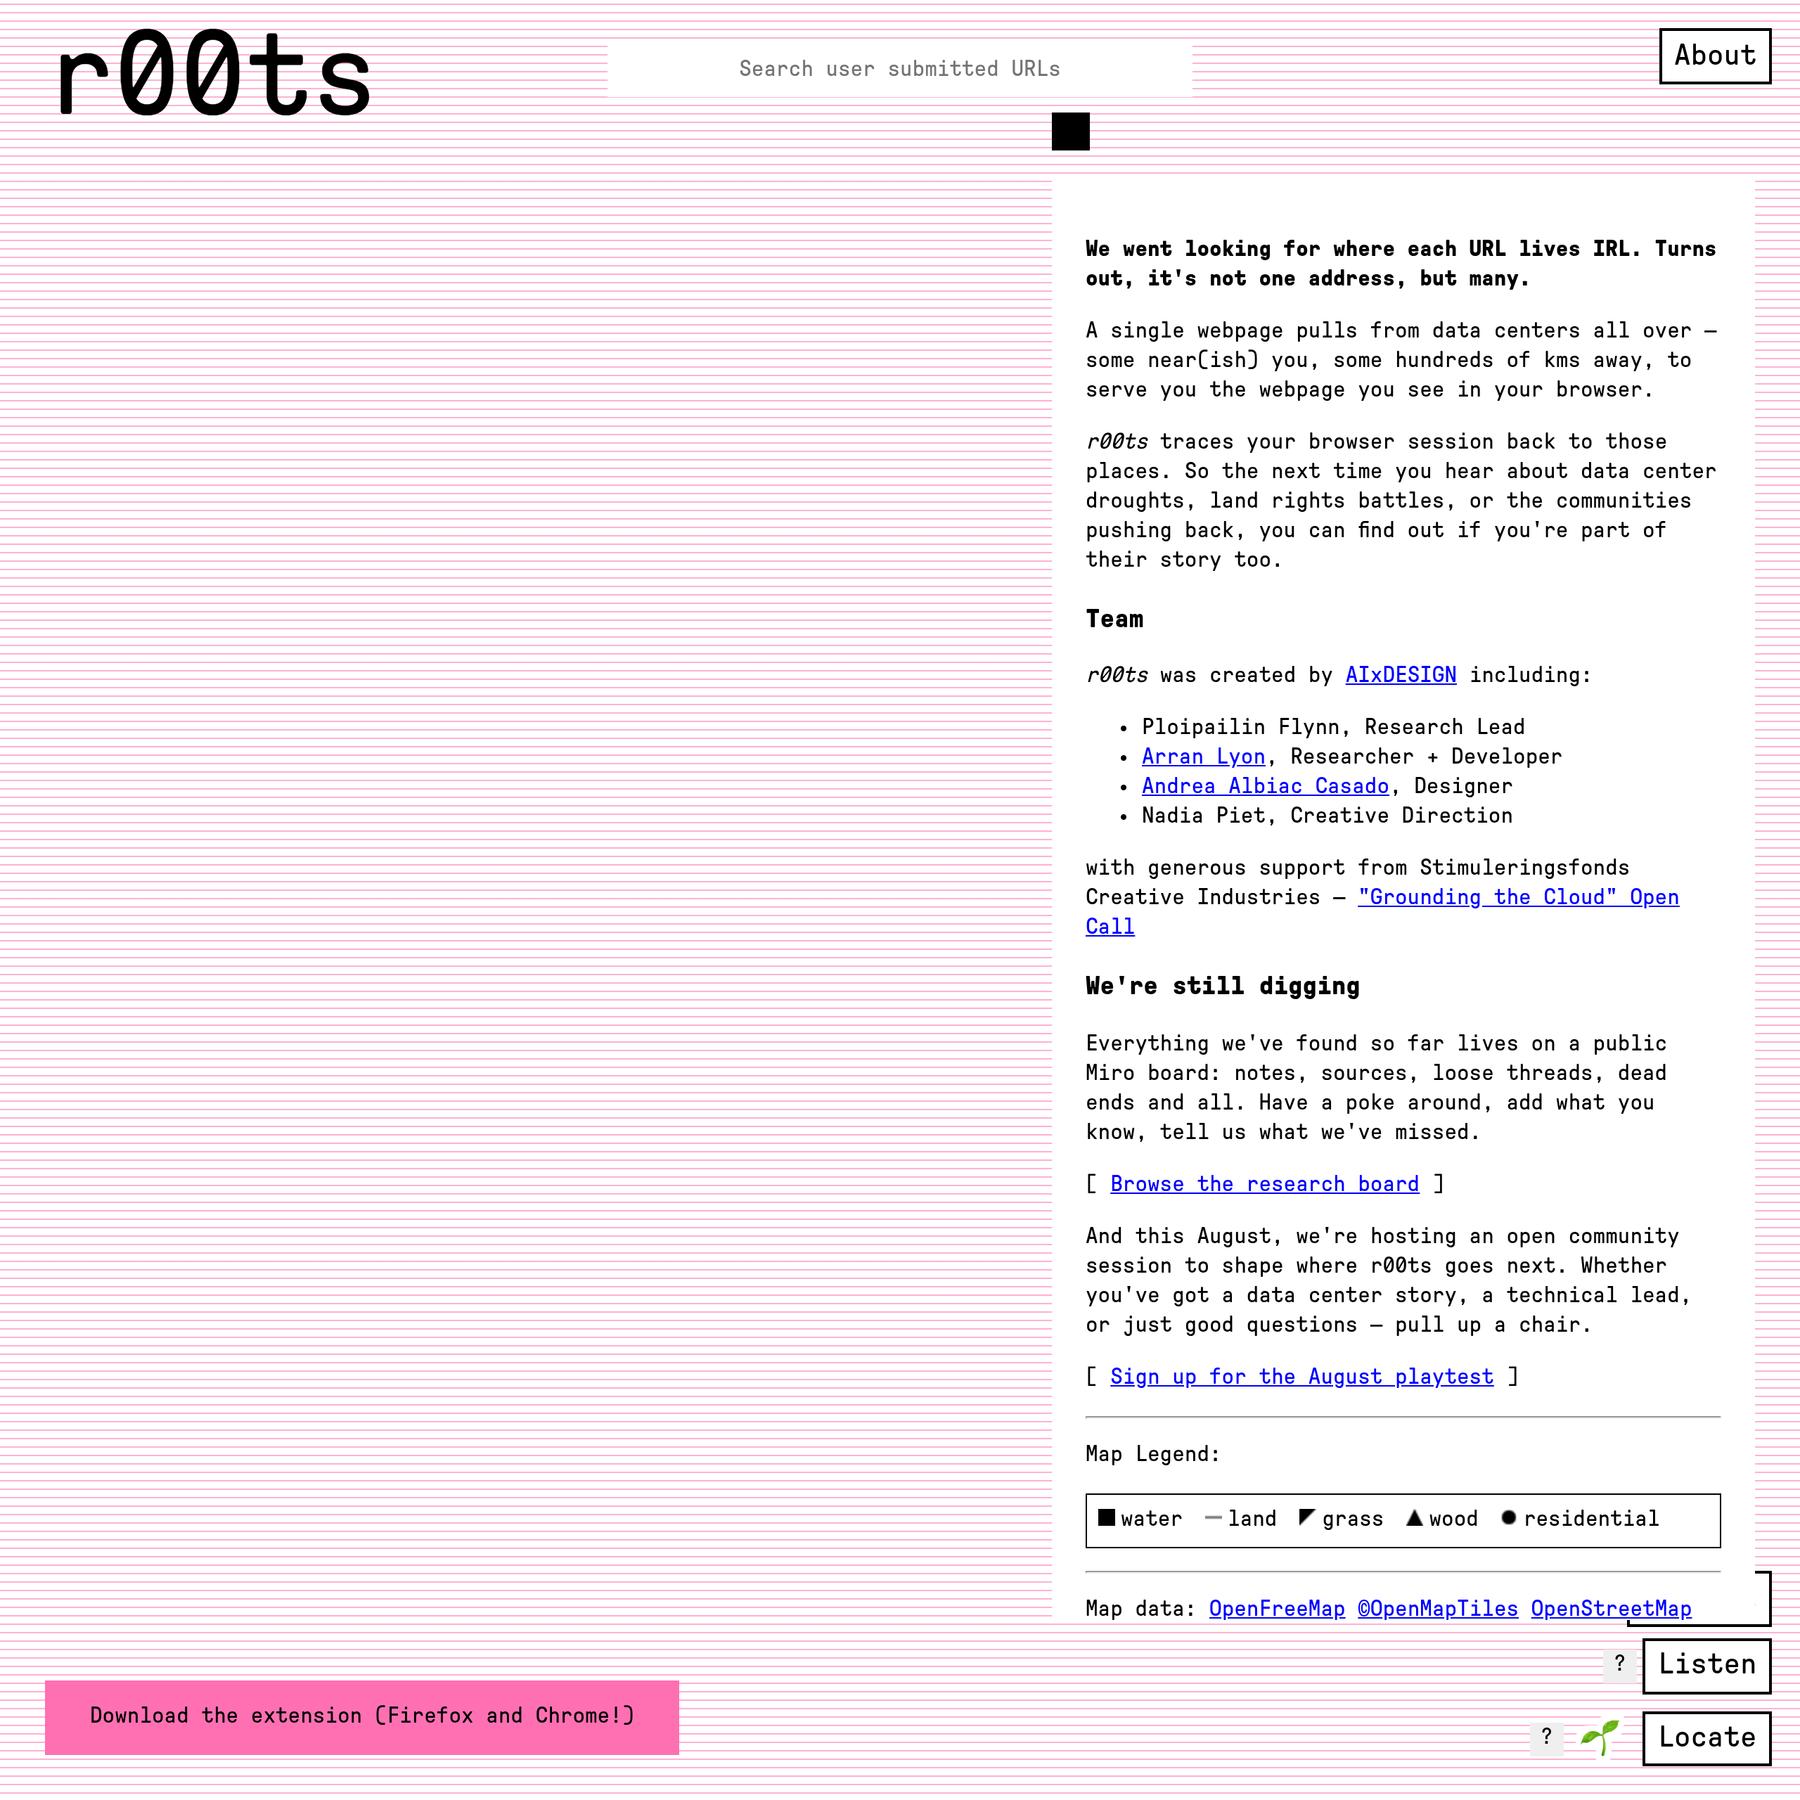 r00ts
Search user submitted URLs
About
We went looking for where each URL lives IRL. Turns
out, it's not one address, but many.
A single webpage pulls from data centers all over —
some near(ish) you, some hundreds of kms away, to
serve you the webpage you see in your browser.
r00ts traces your browser session back to those
places. So the next time you hear about data center
droughts, land rights battles, or the communities
pushing back, you can find out if you're part of
their story too.
Team
r00ts was created by AIxDESIGN including:
• Ploipailin Flynn, Research Lead
• Arran Lyon, Researcher + Developer
• Andrea Albiac Casado, Designer
• Nadia Piet, Creative Direction
with generous support from Stimuleringsfonds
Creative Industries — "Grounding the Cloud" Open
Call
We're still digging
Everything we've found so far lives on a public
Miro board: notes, sources, loose threads, dead
ends and all. Have a poke around, add what you
know, tell us what we've missed.
[ Browse the research board ]
And this August, we're hosting an open community
session to shape where r00ts goes next. Whether
you've got a data center story, a technical lead,
or just good questions — pull up a chair.
[ Sign up for the August playtest ]
Map Legend:
water land grass wood residential
Map data: OpenFreeMap ©OpenMapTiles OpenStreetMap
? Listen
Download the extension (Firefox and Chrome!)
? Locate